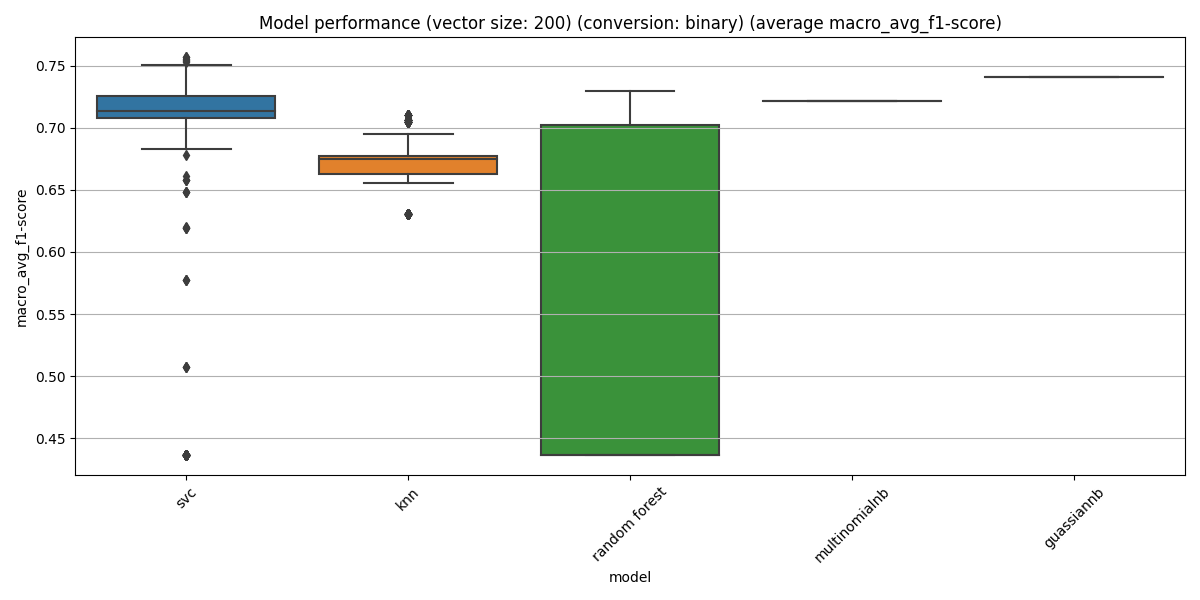 Model performance (vector size: 200) (conversion: binary) (average macro_avg_f1-score)
macro_avg_f1-score
0.75
0.70
0.65
0.60
0.55
0.50
0.45
svc
knn
random forest
multinomialnb
guassiannb
model